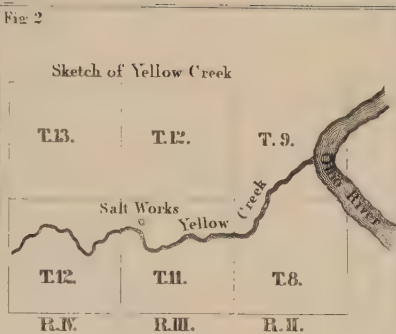 Fig 2
Sketch of Yellow Creek
T.13. T.12. T.9.
Ohio River
Salt Works
Yellow Creek
T.12. T.11. T.8.
R.IV. R.III. R.II.